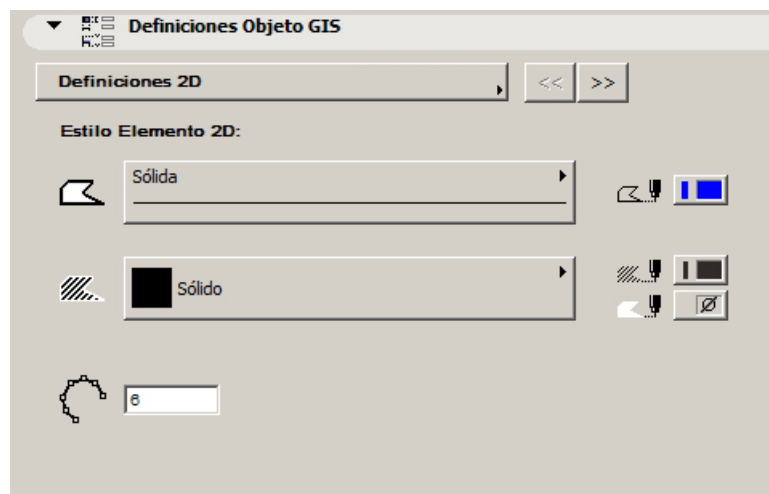 Definiciones Objeto GIS
Definiciones 2D
<< >>
Estilo Elemento 2D:
Sólida
Sólido
6